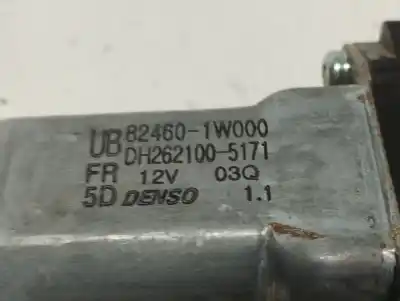 UB 82460-1W000
DH262100-5171
FR 12V 03Q
5D DENSO 1.1